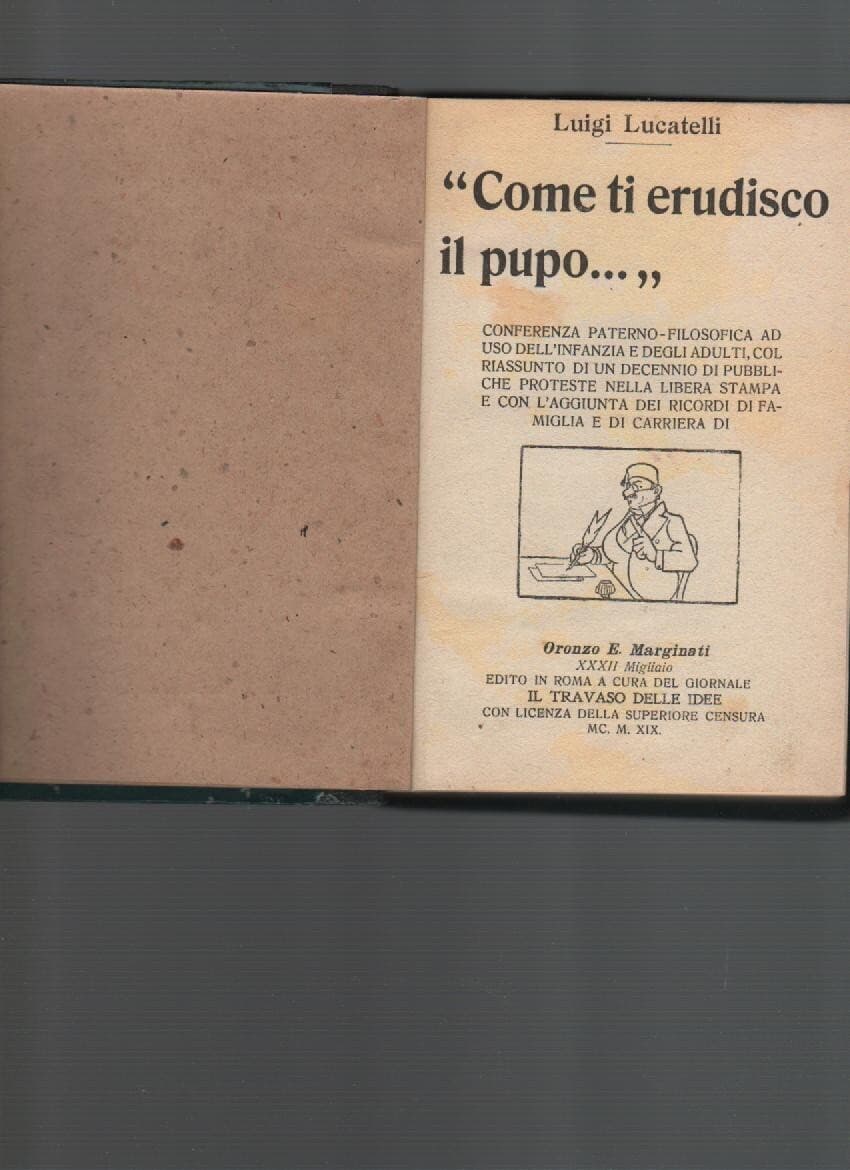 Luigi Lucatelli
“Come ti erudisco
il pupo... „
CONFERENZA PATERNO-FILOSOFICA AD
USO DELL'INFANZIA E DEGLI ADULTI, COL
RIASSUNTO DI UN DECENNIO DI PUBBLI-
CHE PROTESTE NELLA LIBERA STAMPA
E CON L'AGGIUNTA DEI RICORDI DI FA-
MIGLIA E DI CARRIERA DI
Oronzo E. Marginati
XXXII Migliaio
EDITO IN ROMA A CURA DEL GIORNALE
IL TRAVASO DELLE IDEE
CON LICENZA DELLA SUPERIORE CENSURA
MC. M. XIX.